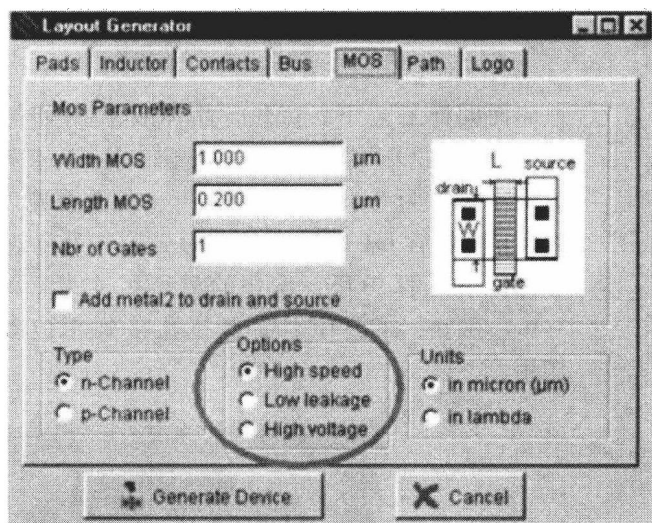 Layout Generator
Pads Inductor Contacts Bus MOS Path Logo
Mos Parameters
Width MOS 1 000 µm
Length MOS 0 200 µm
Nbr of Gates 1
Add metal2 to drain and source
L source
drain
W
gate
Type
n-Channel
p-Channel
Options
High speed
Low leakage
High voltage
Units
in micron (µm)
in lambda
Generate Device Cancel